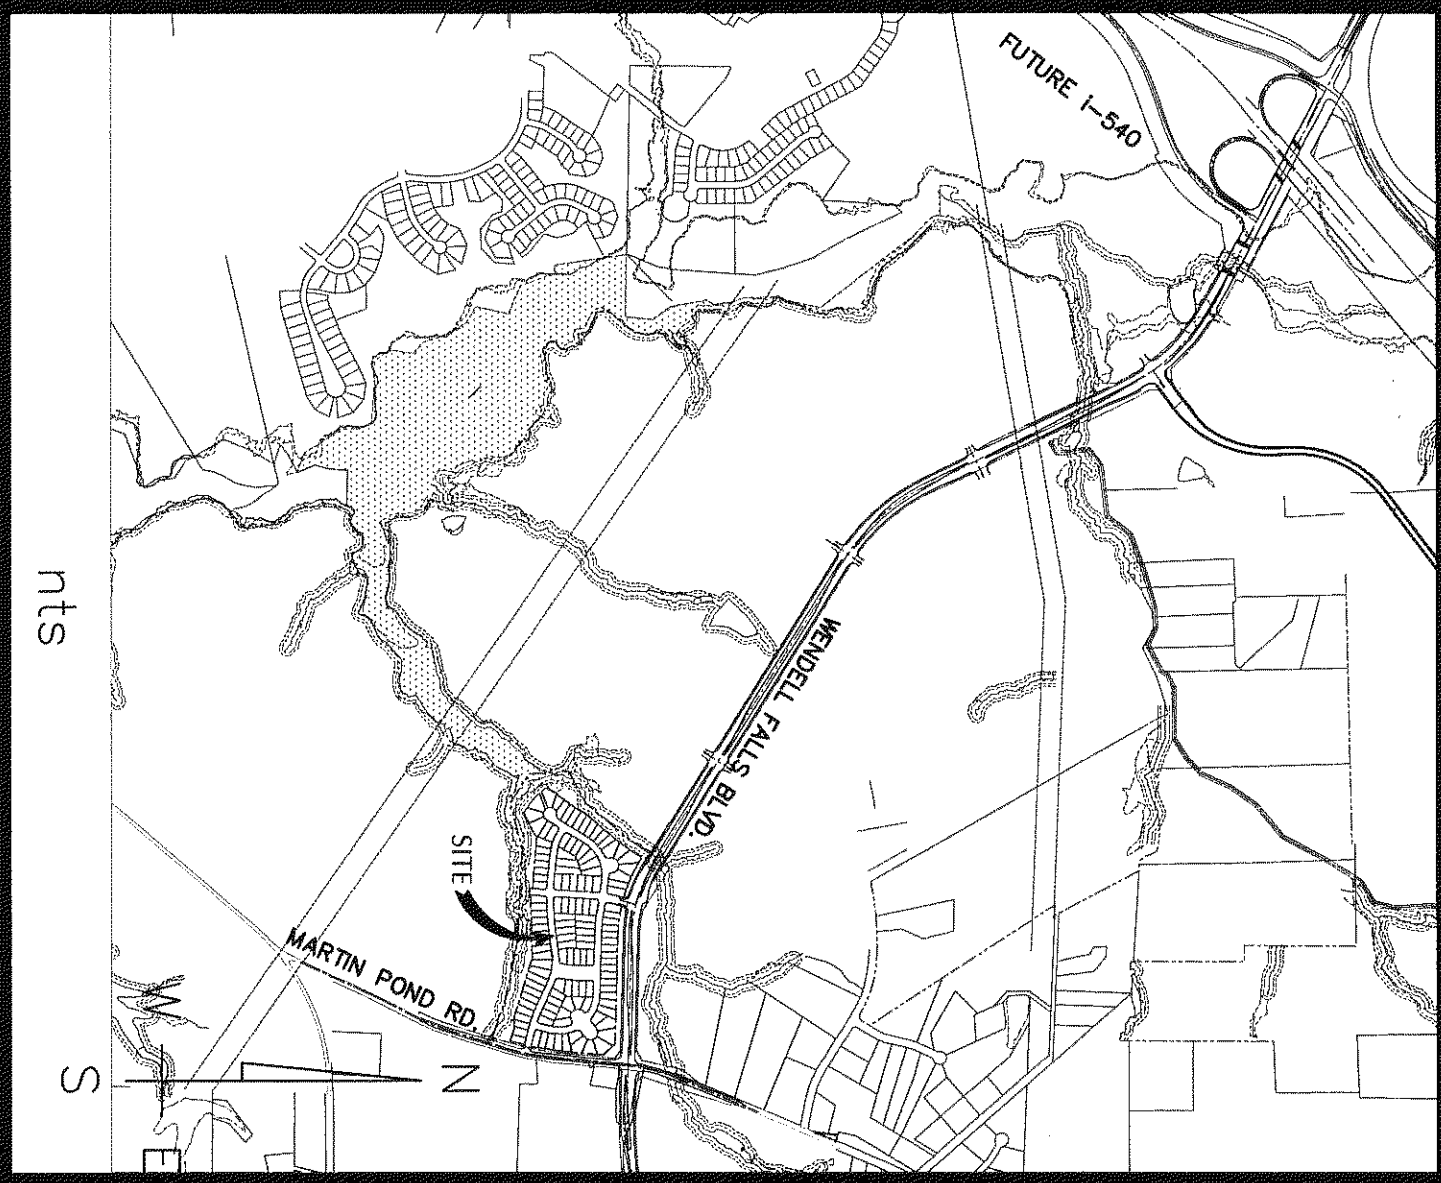 FUTURE i-540
WENDELL FALLS BLVD.
SITE
MARTIN POND RD.
nts
N
W
E
S